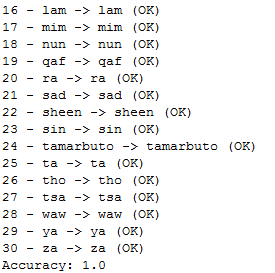 16 - lam -> lam (OK)
17 - mim -> mim (OK)
18 - nun -> nun (OK)
19 - qaf -> qaf (OK)
20 - ra -> ra (OK)
21 - sad -> sad (OK)
22 - sheen -> sheen (OK)
23 - sin -> sin (OK)
24 - tamarbuto -> tamarbuto (OK)
25 - ta -> ta (OK)
26 - tho -> tho (OK)
27 - tsa -> tsa (OK)
28 - waw -> waw (OK)
29 - ya -> ya (OK)
30 - za -> za (OK)
Accuracy: 1.0